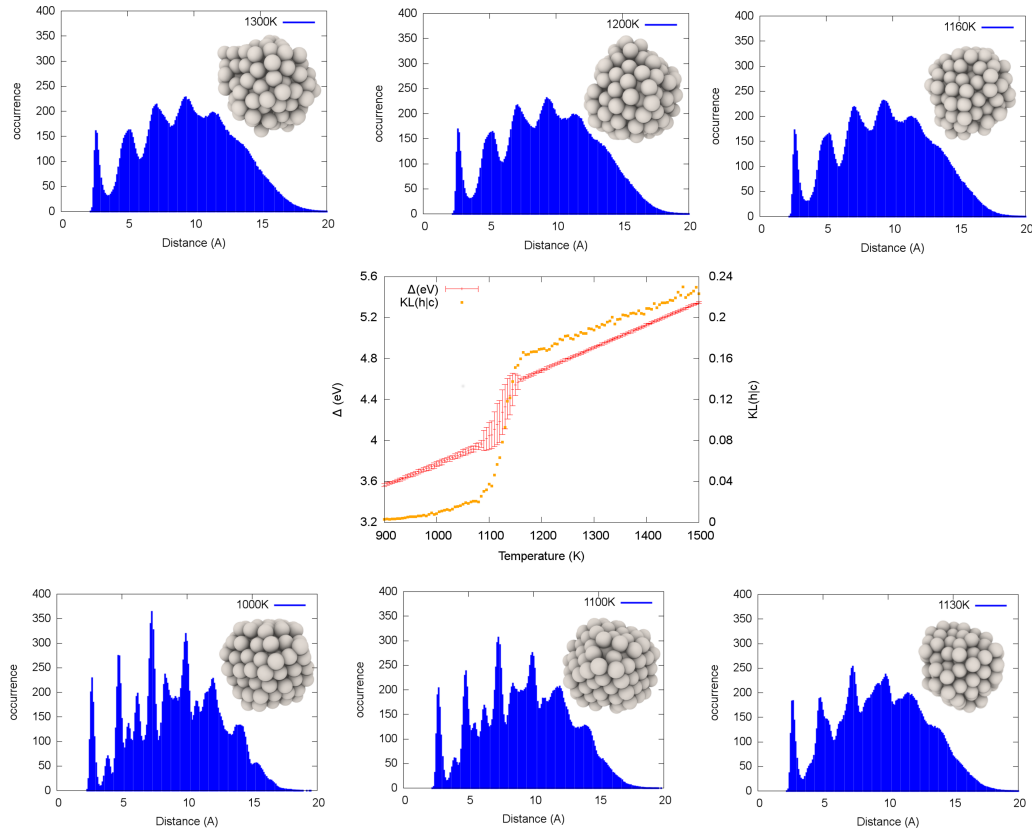 1300K
400
350
300
250
200
150
100
50
0
occurrence
0 5 10 15 20
Distance (A)
1200K
400
350
300
250
200
150
100
50
0
occurrence
0 5 10 15 20
Distance (A)
1160K
400
350
300
250
200
150
100
50
0
occurrence
0 5 10 15 20
Distance (A)
Δ(eV)
KL(h|c)
5.6
5.2
4.8
4.4
4
3.6
3.2
Δ (eV)
0.24
0.2
0.16
0.12
0.08
0.04
0
KL(h|c)
900 1000 1100 1200 1300 1400 1500
Temperature (K)
1000K
400
350
300
250
200
150
100
50
0
occurrence
0 5 10 15 20
Distance (A)
1100K
400
350
300
250
200
150
100
50
0
occurrence
0 5 10 15 20
Distance (A)
1130K
400
350
300
250
200
150
100
50
0
occurrence
0 5 10 15 20
Distance (A)